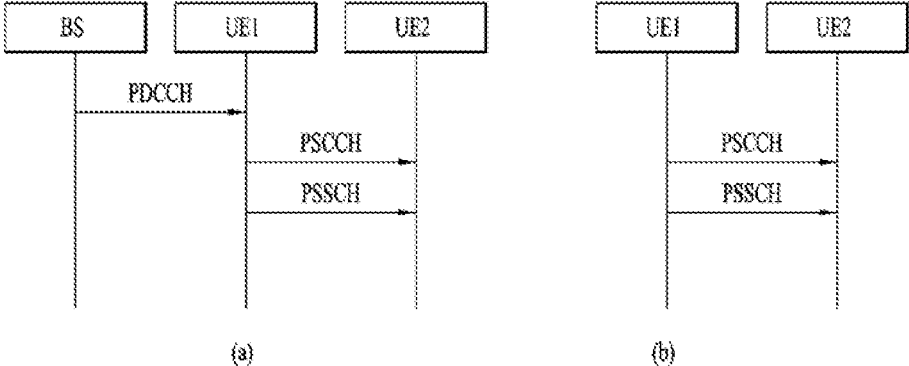 BS UE1 UE2 UE1 UE2
PDCCH
PSCCH PSCCH
PSSCH PSSCH
(a) (b)